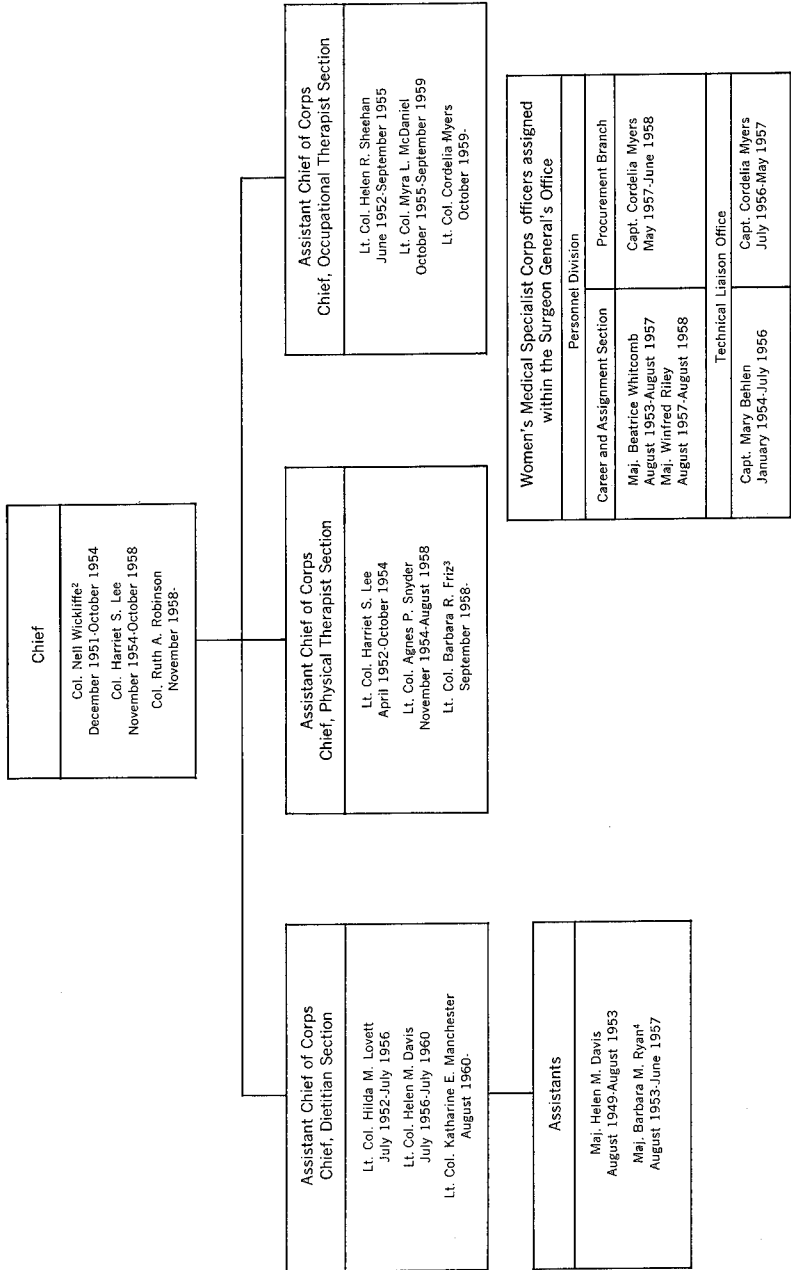 Chief
Col. Nell Wickliffe²
December 1951-October 1954
Col. Harriet S. Lee
November 1954-October 1958
Col. Ruth A. Robinson
November 1958-
Assistant Chief of Corps
Chief, Dietitian Section
Lt. Col. Hilda M. Lovett
July 1952-July 1956
Lt. Col. Helen M. Davis
July 1956-July 1960
Lt. Col. Katharine E. Manchester
August 1960-
Assistants
Maj. Helen M. Davis
August 1949-August 1953
Maj. Barbara M. Ryan⁴
August 1953-June 1957
Assistant Chief of Corps
Chief, Physical Therapist Section
Lt. Col. Harriet S. Lee
April 1952-October 1954
Lt. Col. Agnes P. Snyder
November 1954-August 1958
Lt. Col. Barbara R. Friz³
September 1958-
Assistant Chief of Corps
Chief, Occupational Therapist Section
Lt. Col. Helen R. Sheehan
June 1952-September 1955
Lt. Col. Myra L. McDaniel
October 1955-September 1959
Lt. Col. Cordelia Myers
October 1959-
Women's Medical Specialist Corps officers assigned
within the Surgeon General's Office
Personnel Division
Career and Assignment Section
Procurement Branch
Maj. Beatrice Whitcomb
August 1953-August 1957
Maj. Winfred Riley
August 1957-August 1958
Capt. Cordelia Myers
May 1957-June 1958
Technical Liaison Office
Capt. Mary Behlen
January 1954-July 1956
Capt. Cordelia Myers
July 1956-May 1957